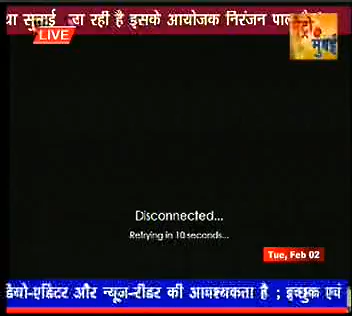 था सुनाई जा रही है इसके आयोजक निरंजन पाल
LIVE
मेट्रो
मुंबई
Disconnected...
Retrying in 10 seconds...
Tue, Feb 02
डेयो-एडिटर और न्यूज-रीडर की आवश्यकता है ; इच्छुक एवं